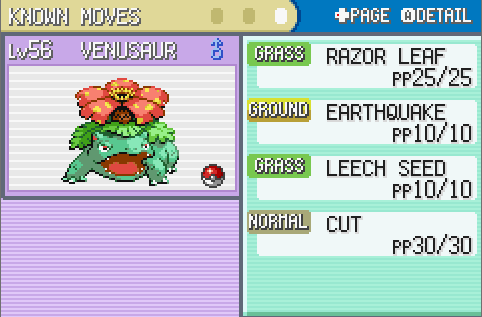 KNOWN MOVES
PAGE ADETAIL
Lv56 VENUSAUR ♂
GRASS RAZOR LEAF
PP25/25
GROUND EARTHQUAKE
PP10/10
GRASS LEECH SEED
PP10/10
NORMAL CUT
PP30/30